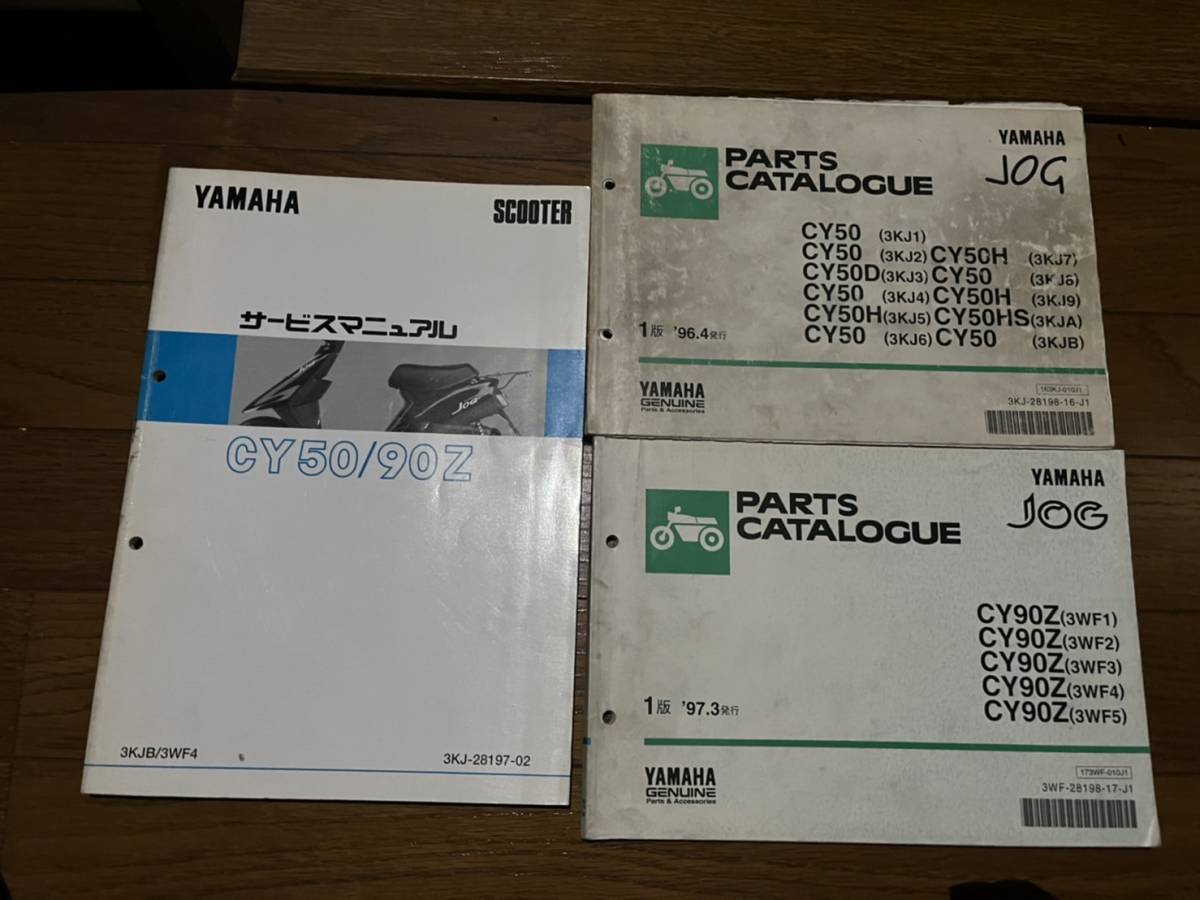 YAMAHA
SCOOTER
サービスマニュアル
JOG
CY50/90Z
3KJB/3WF4
3KJ-28197-02
YAMAHA
JOG
PARTS
CATALOGUE
CY50 (3KJ1)
CY50 (3KJ2) CY50H (3KJ7)
CY50D(3KJ3) CY50 (3KJ8)
CY50 (3KJ4) CY50H (3KJ9)
CY50H(3KJ5) CY50HS(3KJA)
CY50 (3KJ6) CY50 (3KJB)
1版 '96.4発行
YAMAHA
GENUINE
Parts & Accessories
163KJ-010J1
3KJ-28198-16-J1
YAMAHA
JOG
PARTS
CATALOGUE
CY90Z(3WF1)
CY90Z(3WF2)
CY90Z(3WF3)
CY90Z(3WF4)
CY90Z(3WF5)
1版 '97.3発行
YAMAHA
GENUINE
Parts & Accessories
173WF-010J1
3WF-28198-17-J1